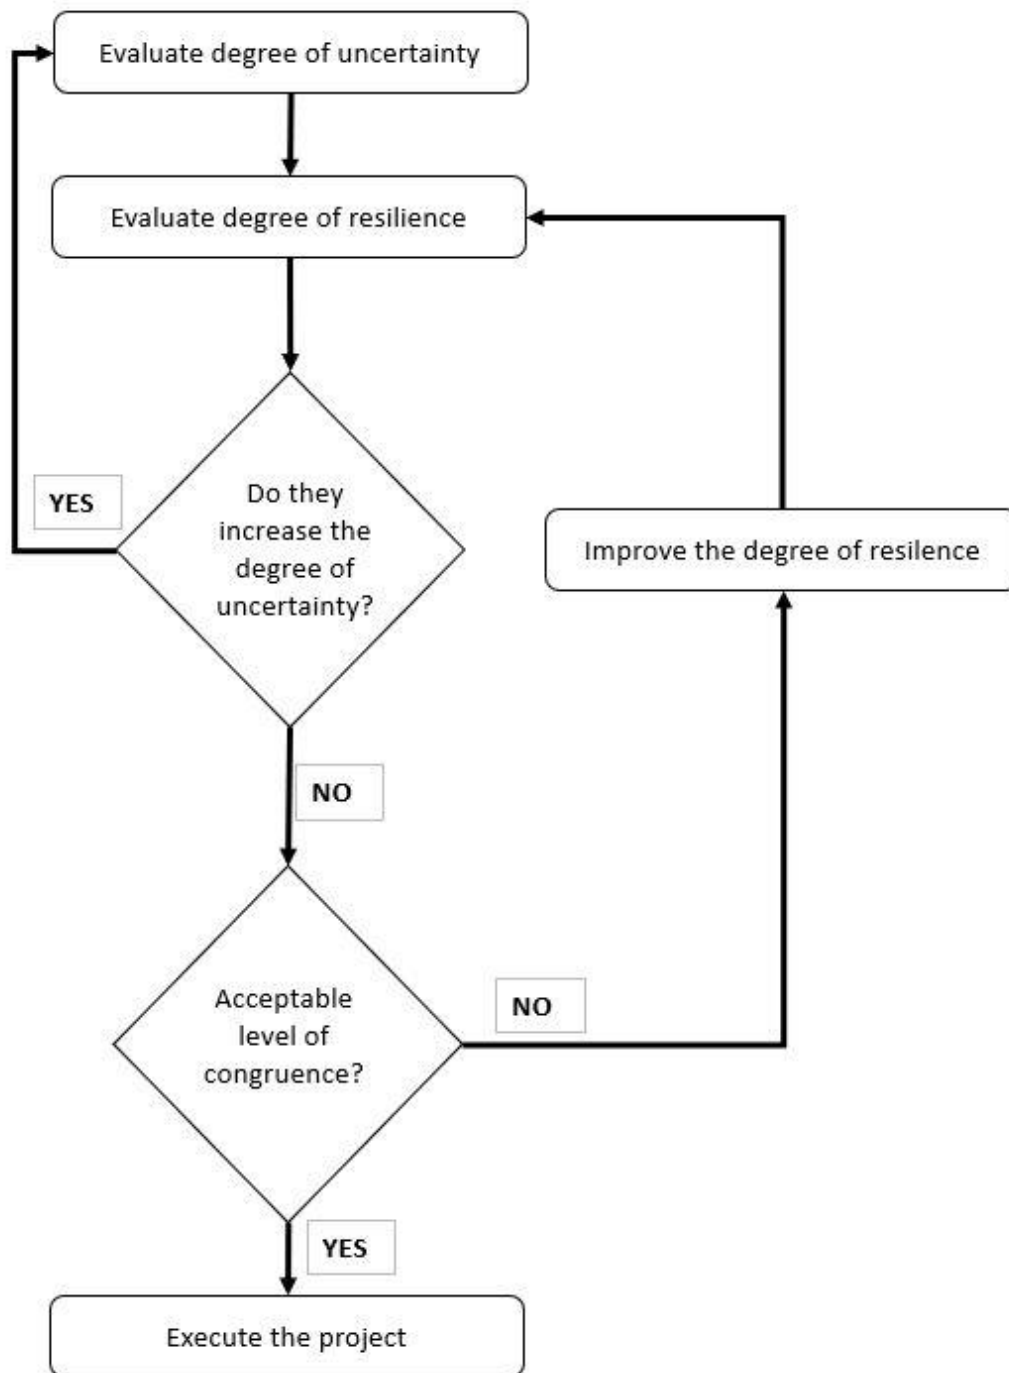 Evaluate degree of uncertainty
Evaluate degree of resilience
Do they
increase the
degree of
uncertainty?
YES
Improve the degree of resilence
NO
Acceptable
level of
congruence?
NO
YES
Execute the project